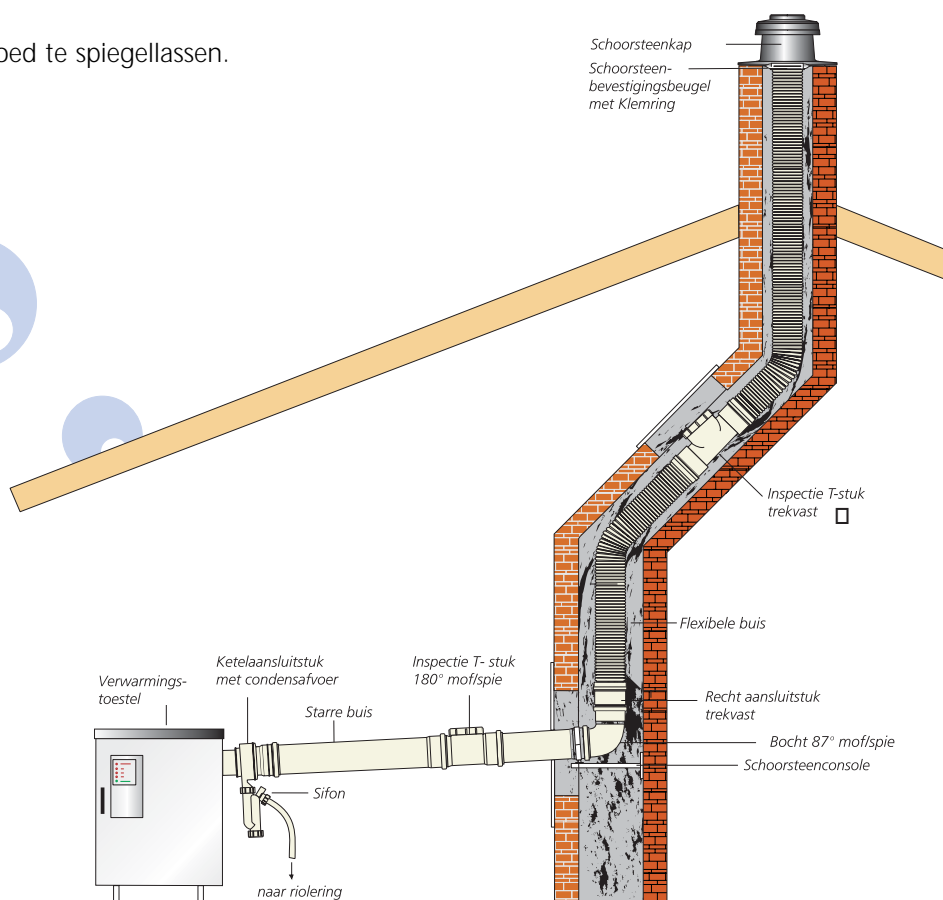 te spiegellassen.
Schoorsteenkap
Schoorsteen-
bevestigingsbeugel
met Klemring
Inspectie T-stuk
trekvast
Flexibele buis
Ketelaansluitstuk
met condensafvoer
Inspectie T- stuk
180° mof/spie
Verwarmings-
toestel
Starre buis
Recht aansluitstuk
trekvast
Bocht 87° mof/spie
Schoorsteenconsole
Sifon
naar riolering